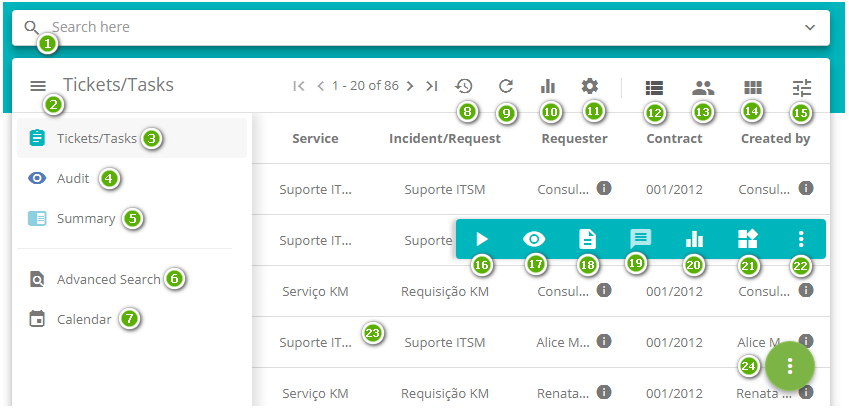 Search here
1
Tickets/Tasks
1 - 20 of 86
2
8
9
10
11
12
13
14
15
Tickets/Tasks
3
Audit
4
Summary
5
Advanced Search
6
Calendar
7
Service Incident/Request Requester Contract Created by
Suporte IT... Suporte ITSM Consul... 001/2012 Consul...
Suporte IT... Suporte
16
17
18
19
20
21
22
Serviço KM Requisição KM Consul... 001/2012 Consul...
Suporte IT... 23 Suporte ITSM Alice M... 001/2012 Alice M...
24
Serviço KM Requisição KM Renata ... 001/2012 Renata ...